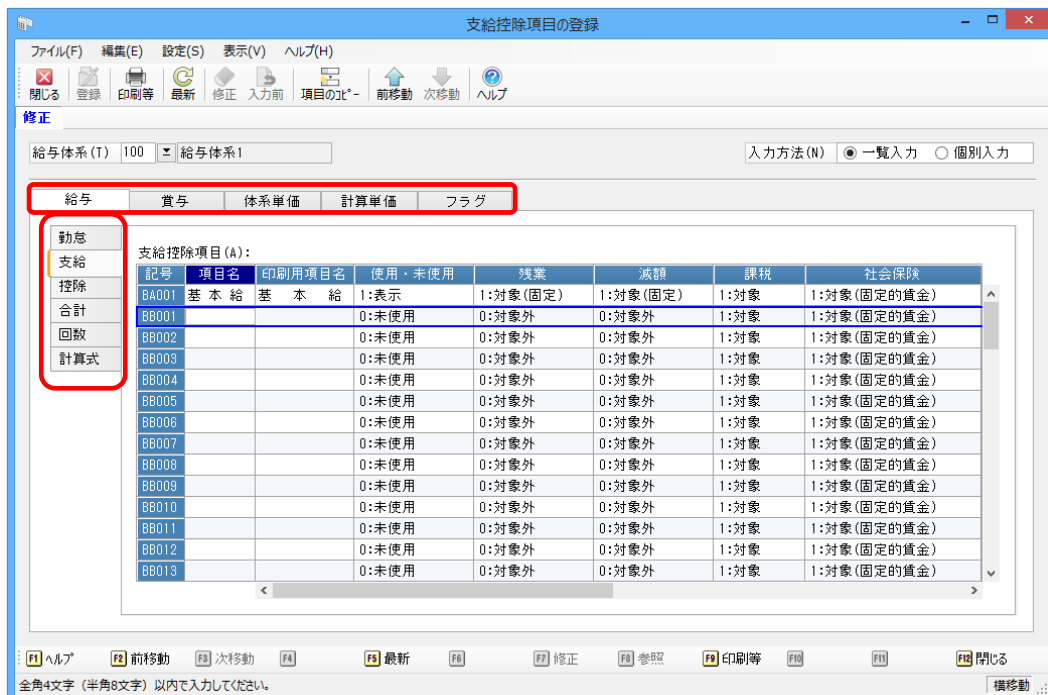 支給控除項目の登録
ファイル(F) 編集(E) 設定(S) 表示(V) ヘルプ(H)
閉じる 登録 印刷等 最新 修正 入力前 項目のコピー 前移動 次移動 ヘルプ
修正
給与体系(T) 100 給与体系1 入力方法(N) 一覧入力 個別入力
給与 賞与 体系単価 計算単価 フラグ
勤怠
支給
控除
合計
回数
計算式
支給控除項目(A):
記号 項目名 印刷用項目名 使用・未使用 残業 減額 課税 社会保険
BA001 基 本 給 基 本 給 1:表示 1:対象(固定) 1:対象(固定) 1:対象 1:対象(固定的賃金)
BB001 0:未使用 0:対象外 0:対象外 1:対象 1:対象(固定的賃金)
BB002 0:未使用 0:対象外 0:対象外 1:対象 1:対象(固定的賃金)
BB003 0:未使用 0:対象外 0:対象外 1:対象 1:対象(固定的賃金)
BB004 0:未使用 0:対象外 0:対象外 1:対象 1:対象(固定的賃金)
BB005 0:未使用 0:対象外 0:対象外 1:対象 1:対象(固定的賃金)
BB006 0:未使用 0:対象外 0:対象外 1:対象 1:対象(固定的賃金)
BB007 0:未使用 0:対象外 0:対象外 1:対象 1:対象(固定的賃金)
BB008 0:未使用 0:対象外 0:対象外 1:対象 1:対象(固定的賃金)
BB009 0:未使用 0:対象外 0:対象外 1:対象 1:対象(固定的賃金)
BB010 0:未使用 0:対象外 0:対象外 1:対象 1:対象(固定的賃金)
BB011 0:未使用 0:対象外 0:対象外 1:対象 1:対象(固定的賃金)
BB012 0:未使用 0:対象外 0:対象外 1:対象 1:対象(固定的賃金)
BB013 0:未使用 0:対象外 0:対象外 1:対象 1:対象(固定的賃金)
F1 ヘルプ F2 前移動 F3 次移動 F4 F5 最新 F6 F7 修正 F8 参照 F9 印刷等 F10 F11 F12 閉じる
全角4文字(半角8文字)以内で入力してください。 横移動